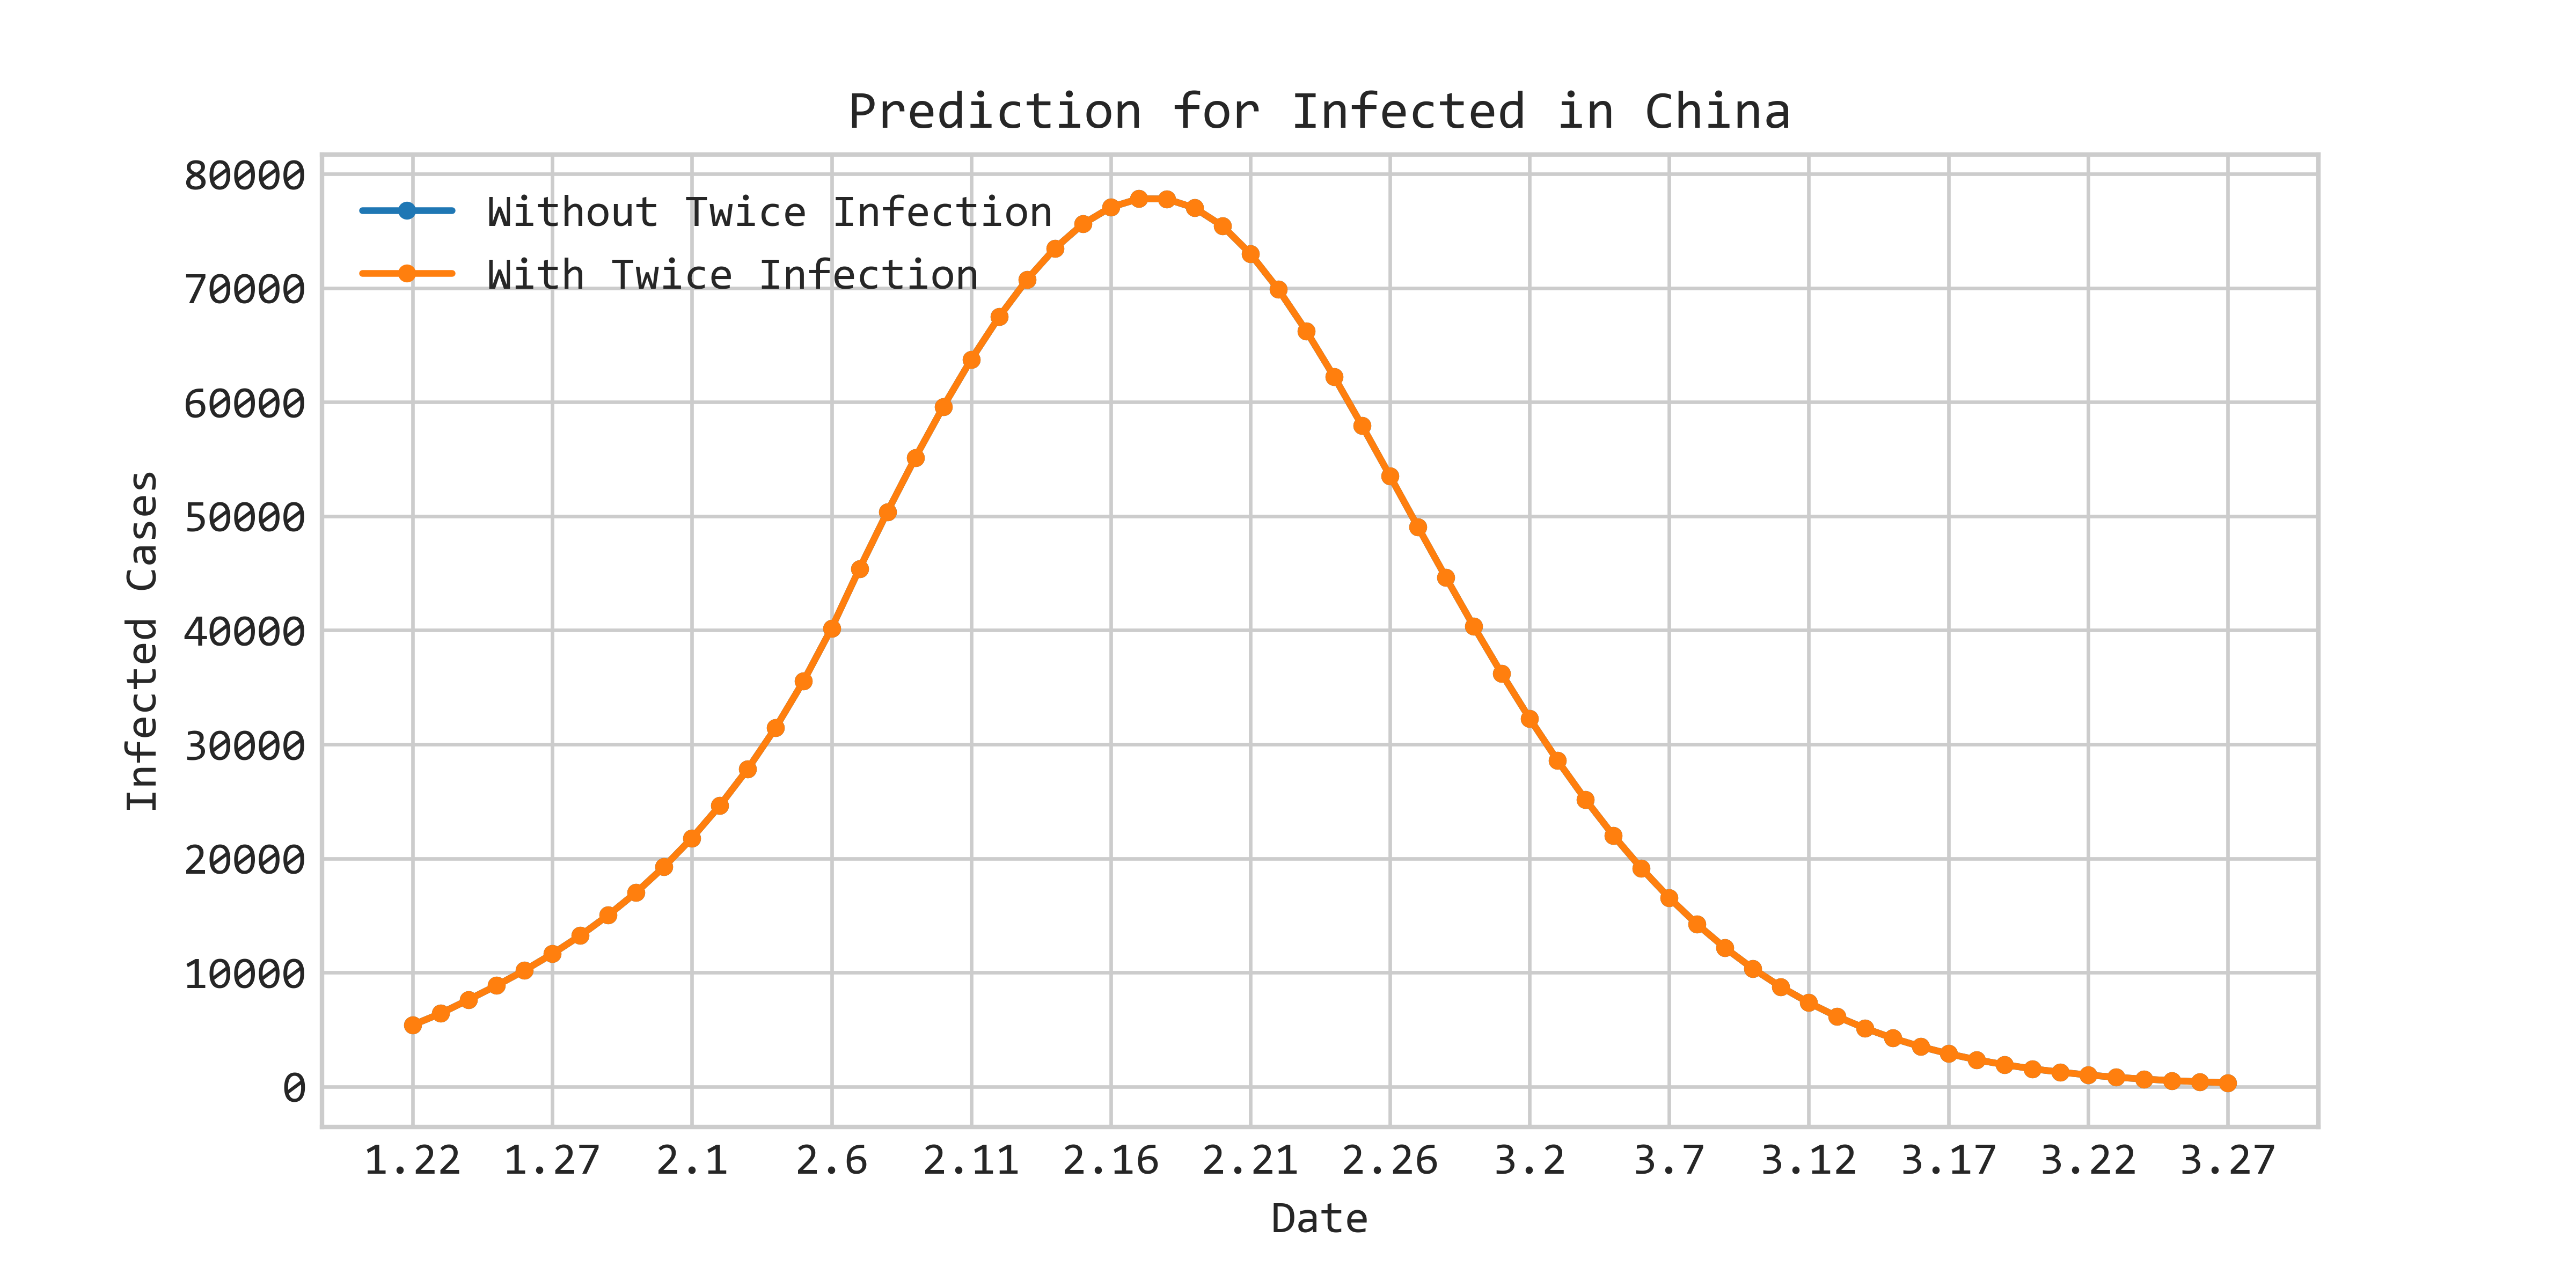 Prediction for Infected in China
80000
70000
60000
50000
40000
30000
20000
10000
0
Infected Cases
Without Twice Infection
With Twice Infection
1.22 1.27 2.1 2.6 2.11 2.16 2.21 2.26 3.2 3.7 3.12 3.17 3.22 3.27
Date